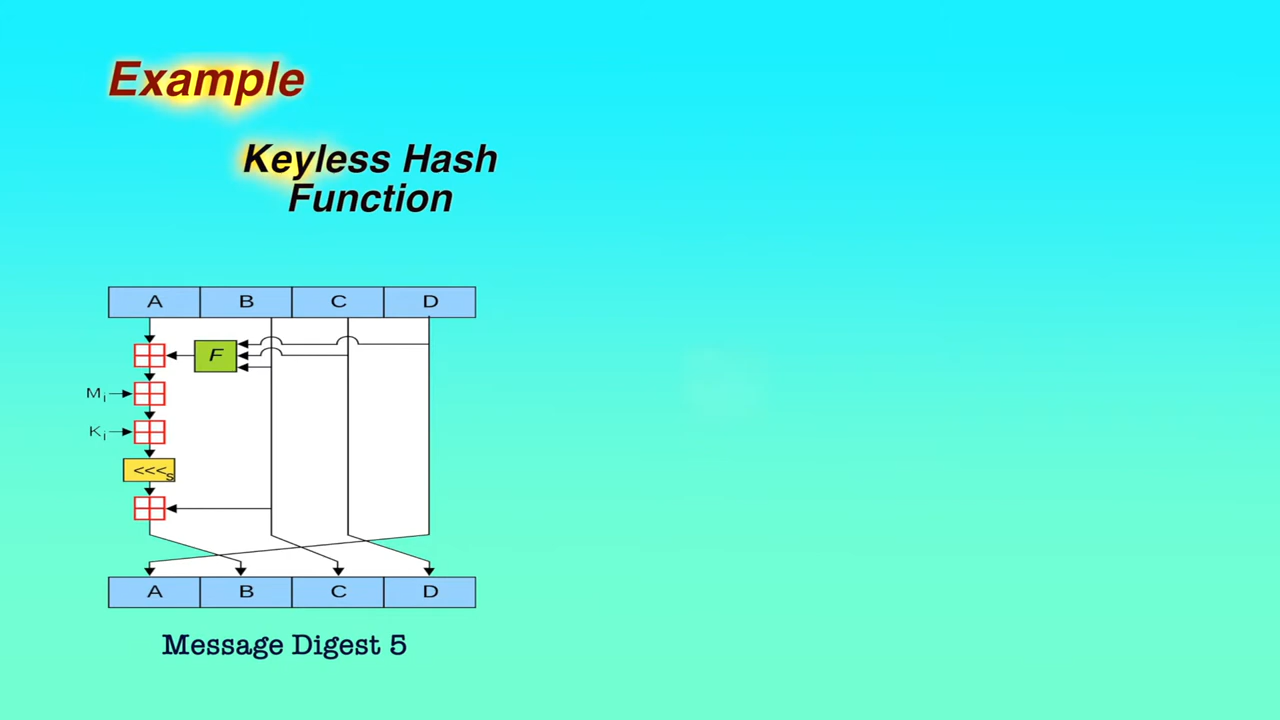 Example
Keyless Hash
Function
A B C D
F
Mi
Ki
<<<s
A B C D
Message Digest 5